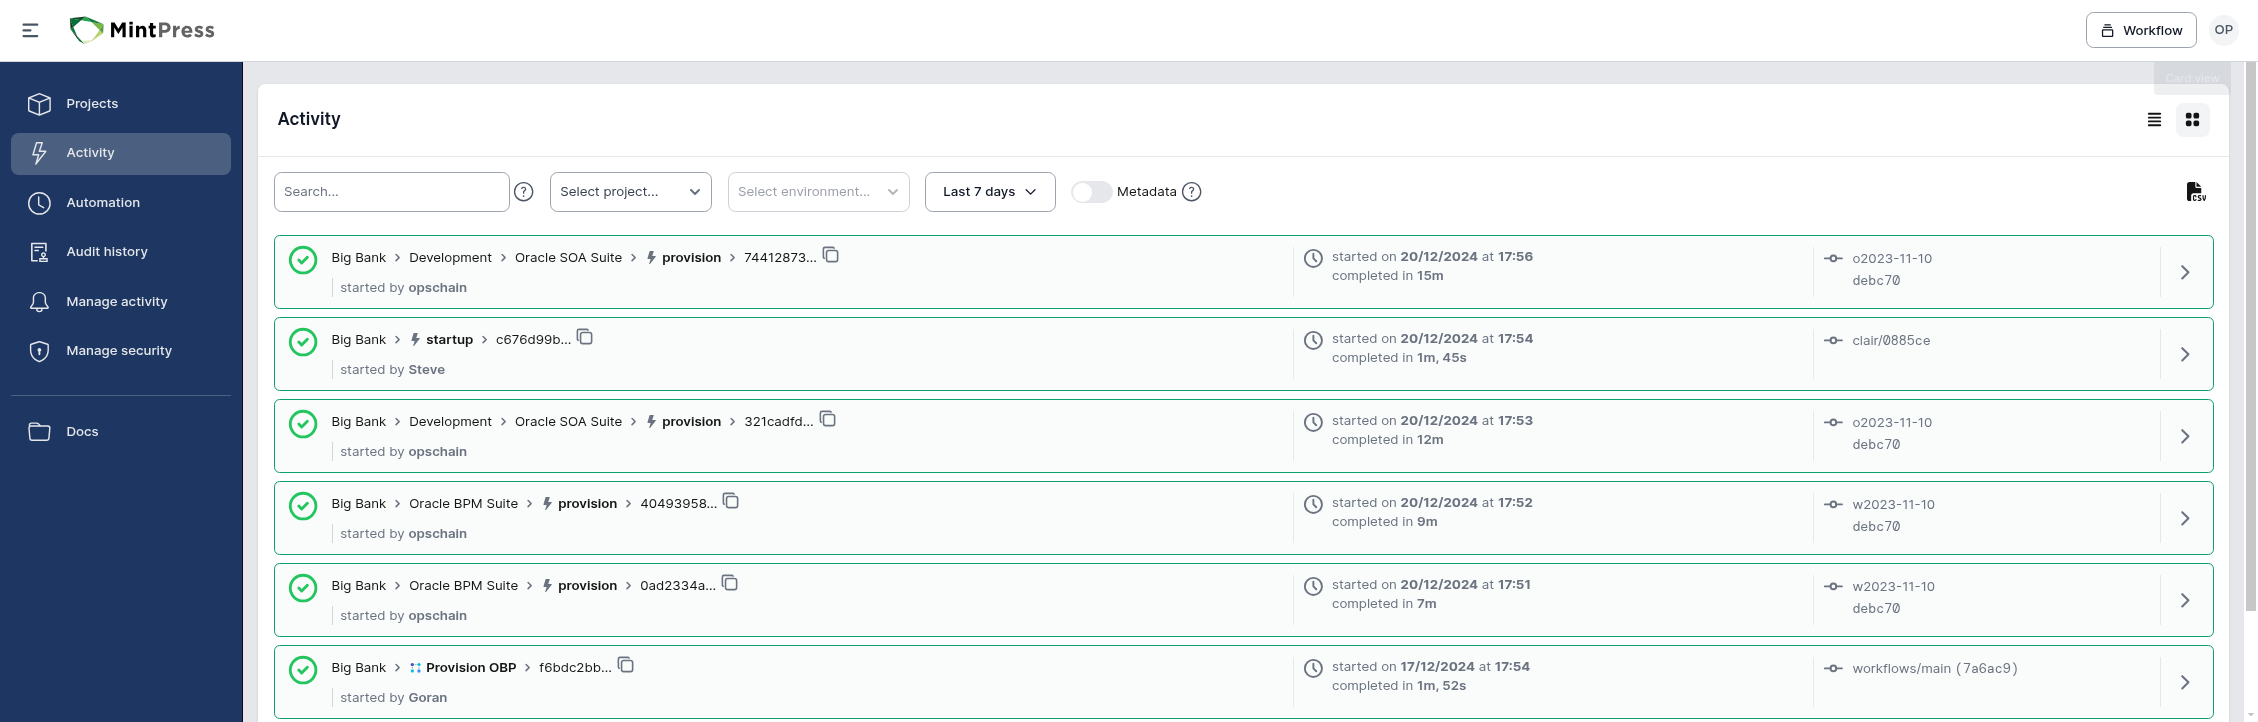 MintPress
Workflow
OP
Projects
Activity
Automation
Audit history
Manage activity
Manage security
Docs
Card view
Activity
Search...
?
Select project...
Select environment...
Last 7 days
Metadata
?
CSV
Big Bank > Development > Oracle SOA Suite > provision > 74412873...
started by opschain
started on 20/12/2024 at 17:56
completed in 15m
o2023-11-10
debc70
Big Bank > startup > c676d99b...
started by Steve
started on 20/12/2024 at 17:54
completed in 1m, 45s
clair/0885ce
Big Bank > Development > Oracle SOA Suite > provision > 321cadfd...
started by opschain
started on 20/12/2024 at 17:53
completed in 12m
o2023-11-10
debc70
Big Bank > Oracle BPM Suite > provision > 40493958...
started by opschain
started on 20/12/2024 at 17:52
completed in 9m
w2023-11-10
debc70
Big Bank > Oracle BPM Suite > provision > 0ad2334a...
started by opschain
started on 20/12/2024 at 17:51
completed in 7m
w2023-11-10
debc70
Big Bank > Provision OBP > f6bdc2bb...
started by Goran
started on 17/12/2024 at 17:54
completed in 1m, 52s
workflows/main (7a6ac9)